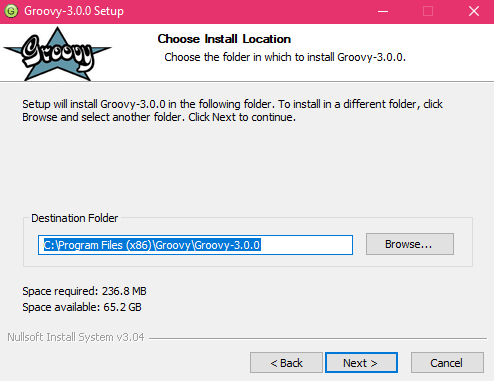 G Groovy-3.0.0 Setup
Groovy
Choose Install Location
Choose the folder in which to install Groovy-3.0.0.
Setup will install Groovy-3.0.0 in the following folder. To install in a different folder, click
Browse and select another folder. Click Next to continue.
Destination Folder
C:\Program Files (x86)\Groovy\Groovy-3.0.0
Browse...
Space required: 236.8 MB
Space available: 65.2 GB
Nullsoft Install System v3.04
< Back
Next >
Cancel